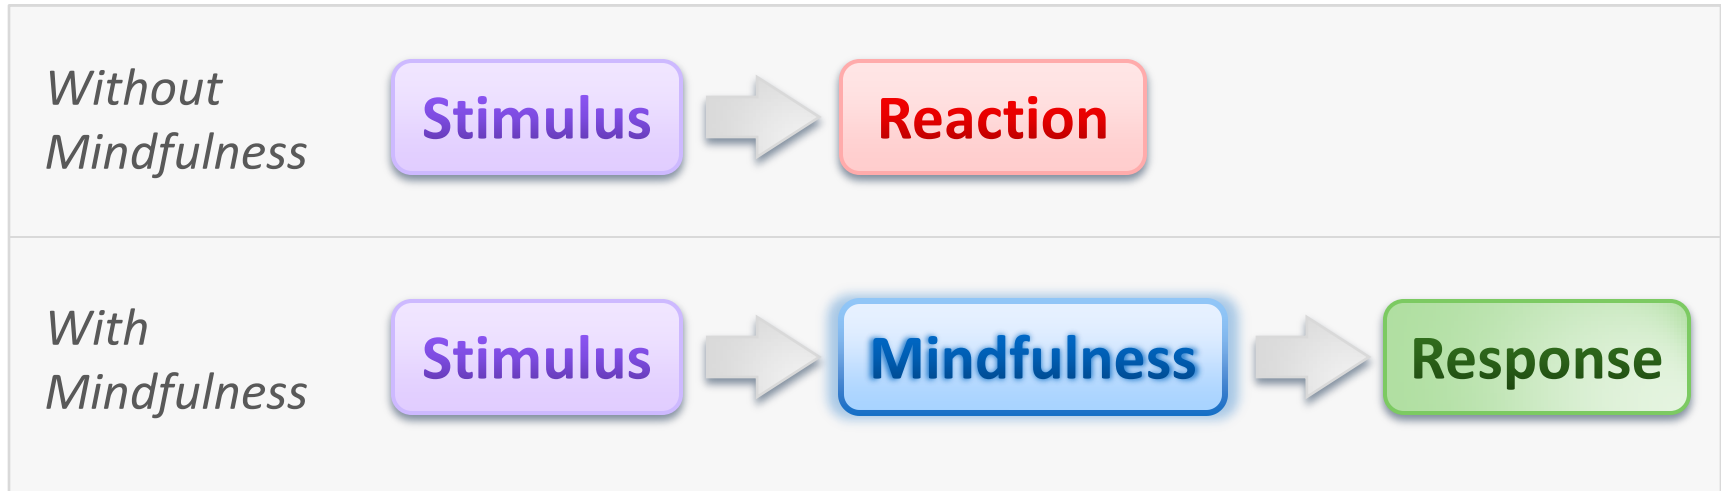 Without
Mindfulness
Stimulus
Reaction
With
Mindfulness
Stimulus
Mindfulness
Response